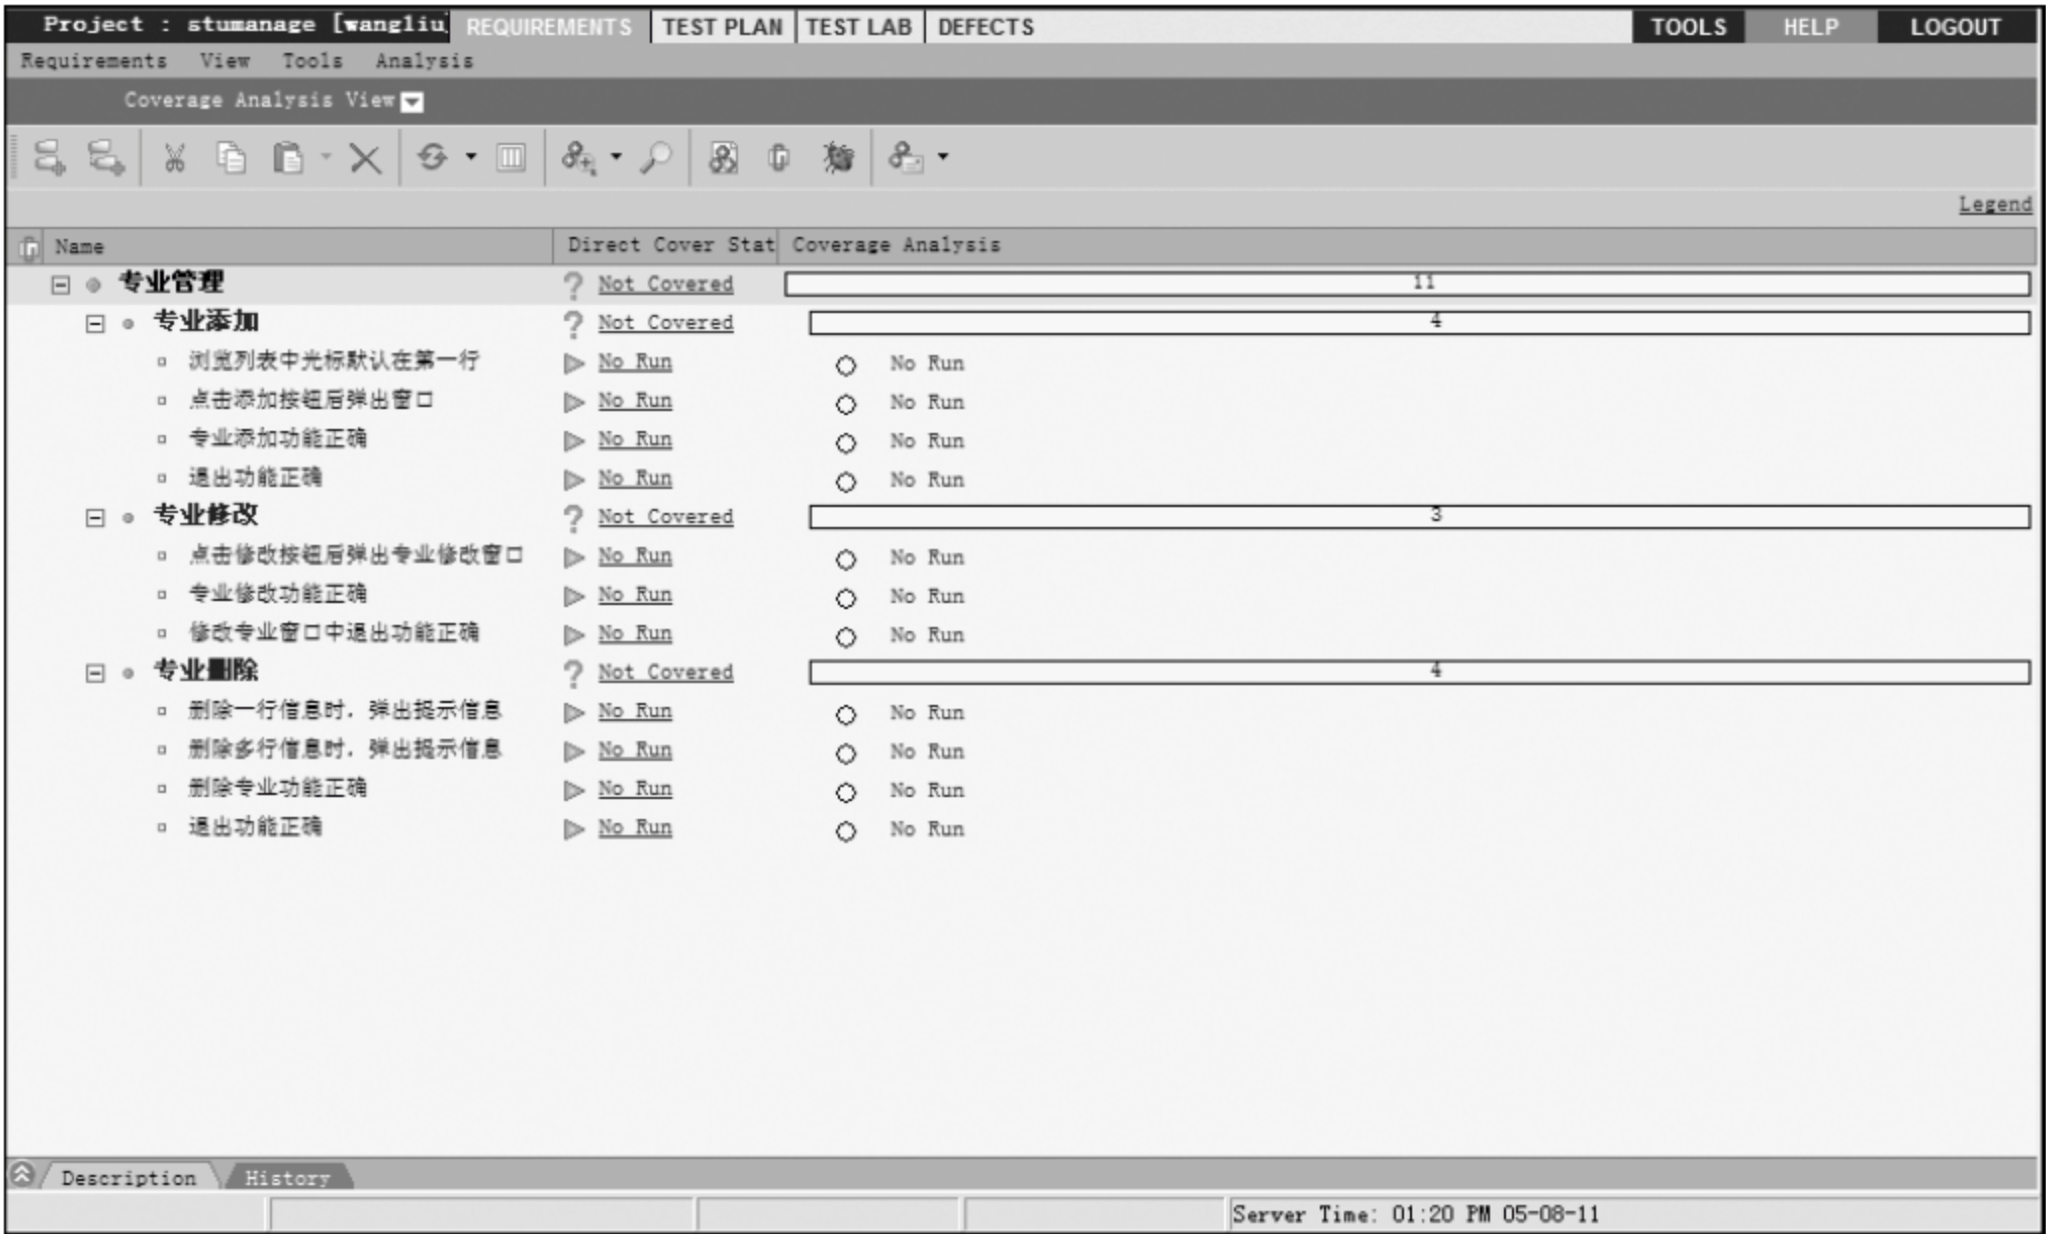 Project : stumanage [wangliu] REQUIREMENTS TEST PLAN TEST LAB DEFECTS TOOLS HELP LOGOUT
Requirements View Tools Analysis
Coverage Analysis View
Legend
Name Direct Cover Stat Coverage Analysis
专业管理 ? Not Covered 11
专业添加 ? Not Covered 4
浏览列表中光标默认在第一行 No Run No Run
点击添加按钮后弹出窗口 No Run No Run
专业添加功能正确 No Run No Run
退出功能正确 No Run No Run
专业修改 ? Not Covered 3
点击修改按钮后弹出专业修改窗口 No Run No Run
专业修改功能正确 No Run No Run
修改专业窗口中退出功能正确 No Run No Run
专业删除 ? Not Covered 4
删除一行信息时，弹出提示信息 No Run No Run
删除多行信息时，弹出提示信息 No Run No Run
删除专业功能正确 No Run No Run
退出功能正确 No Run No Run
Description History
Server Time: 01:20 PM 05-08-11